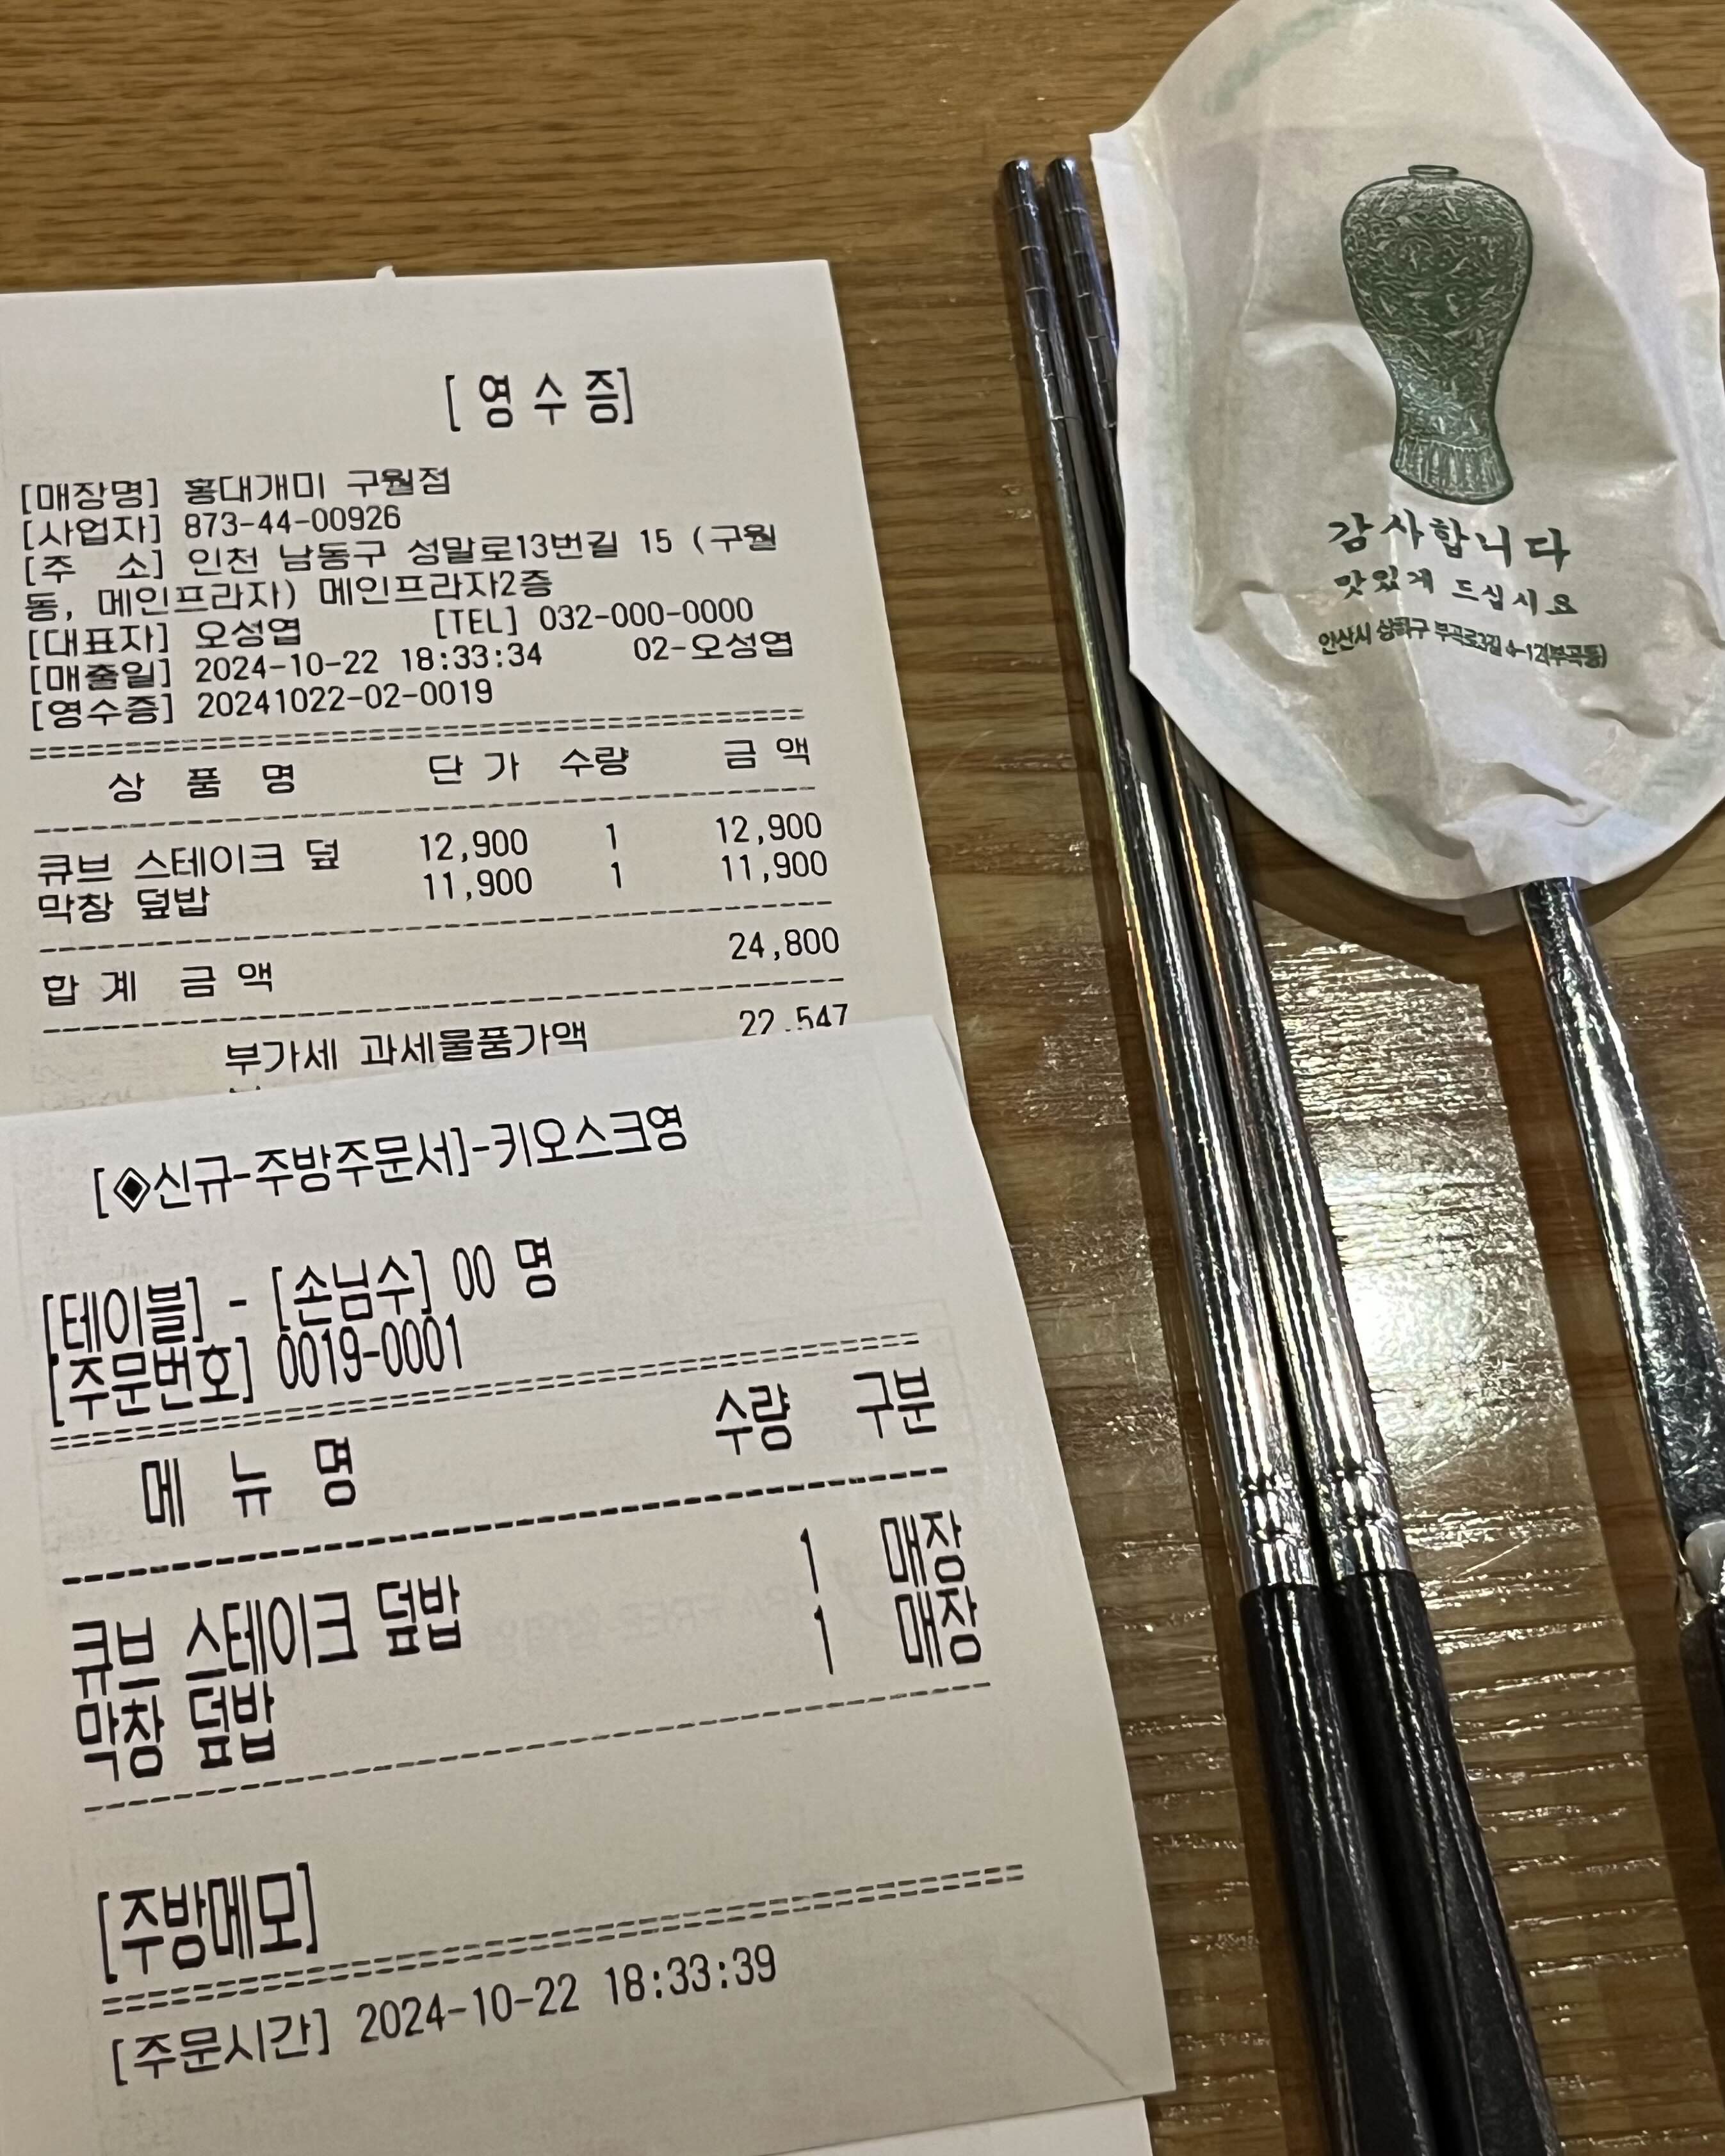 [ 영 수 증]
[매장명] 홍대개미 구월점
[사업자] 873-44-00926
[주 소] 인천 남동구 성말로13번길 15 (구월
동, 메인프라자) 메인프라자2층
[대표자] 오성엽 [TEL] 032-000-0000
[매출일] 2024-10-22 18:33:34 02-오성엽
[영수증] 20241022-02-0019
상 품 명 단 가 수량 금 액
큐브 스테이크 덮 12,900 1 12,900
막창 덮밥 11,900 1 11,900
합 계 금 액 24,800
부가세 과세물품가액 22,547
[◈신규-주방주문서]-키오스크영
[테이블] - [손님수] 00 명
[주문번호] 0019-0001
메 뉴 명 수량 구분
큐브 스테이크 덮밥 1 매장
막창 덮밥 1 매장
[주방메모]
[주문시간] 2024-10-22 18:33:39
감사합니다
맛있게 드십시요
안산시 상록구